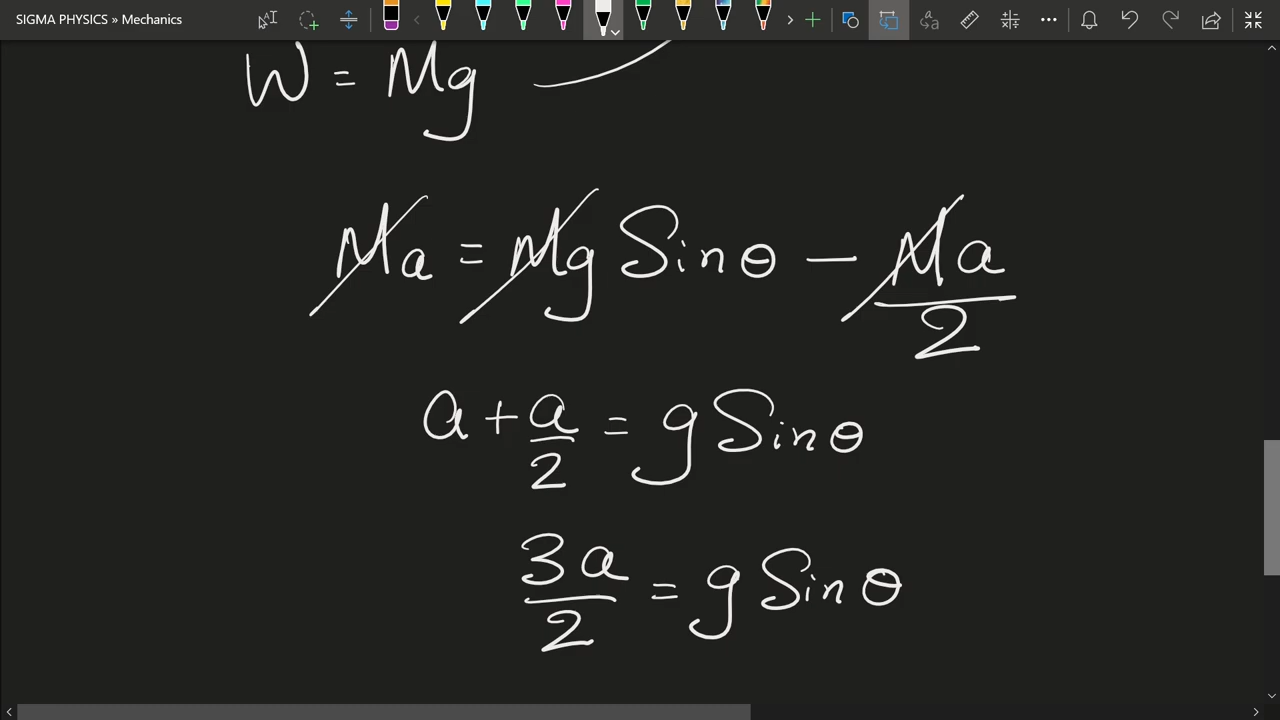 SIGMA PHYSICS » Mechanics
W = Mg
Ma = Mg Sinθ − Ma/2
a + a/2 = g Sinθ
3a/2 = g Sinθ